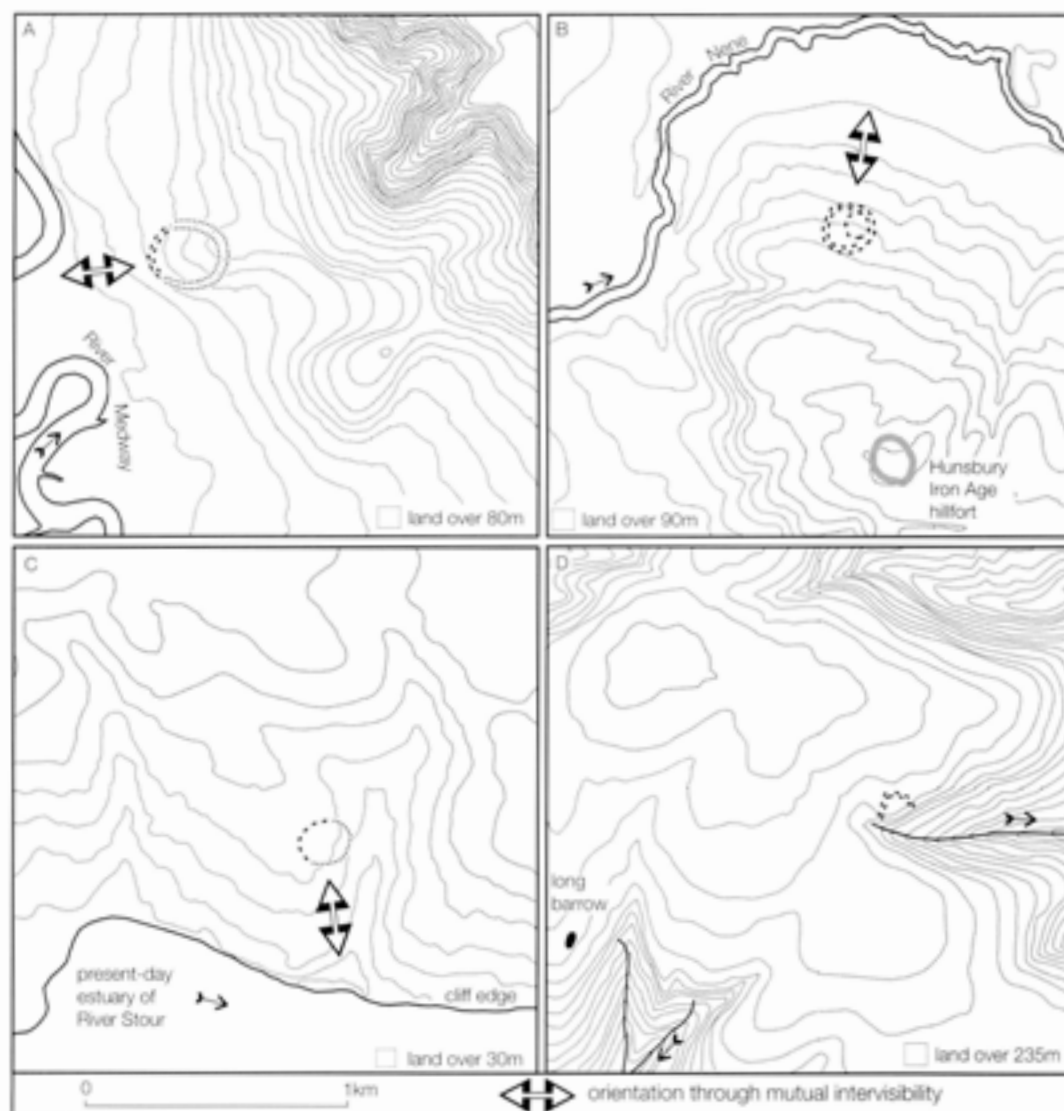 A
River
Medway
land over 80m
B
River Nene
Hunsbury
Iron Age
hillfort
land over 90m
C
present-day
estuary of
River Stour
cliff edge
land over 30m
D
long
barrow
land over 235m
0
1km
orientation through mutual intervisibility